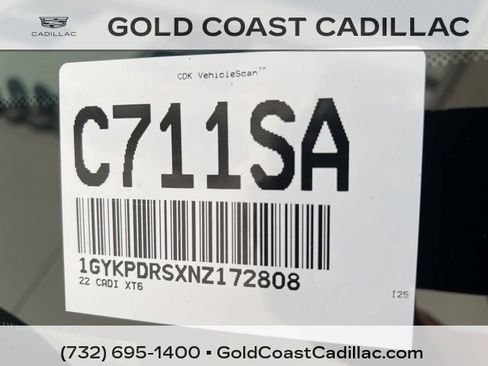 CADILLAC
GOLD COAST CADILLAC
CDK VehicleScan™
C711SA
1GYKPDRSXNZ172808
22 CADI XT6
I25
(732) 695-1400 ▪ GoldCoastCadillac.com